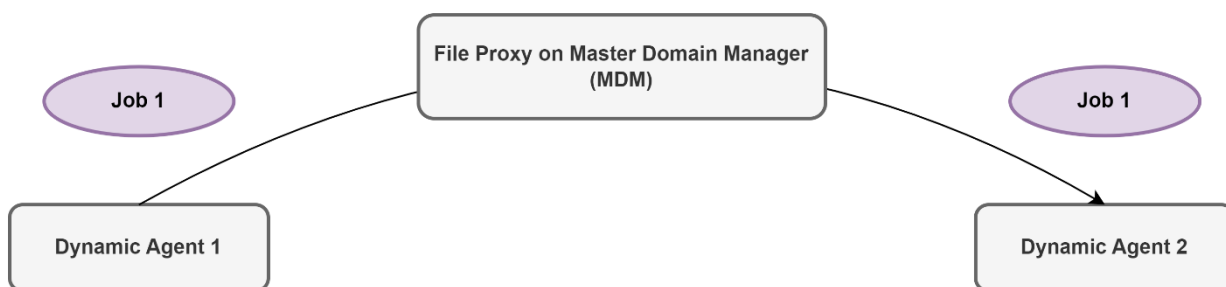 File Proxy on Master Domain Manager
(MDM)
Job 1
Job 1
Dynamic Agent 1
Dynamic Agent 2